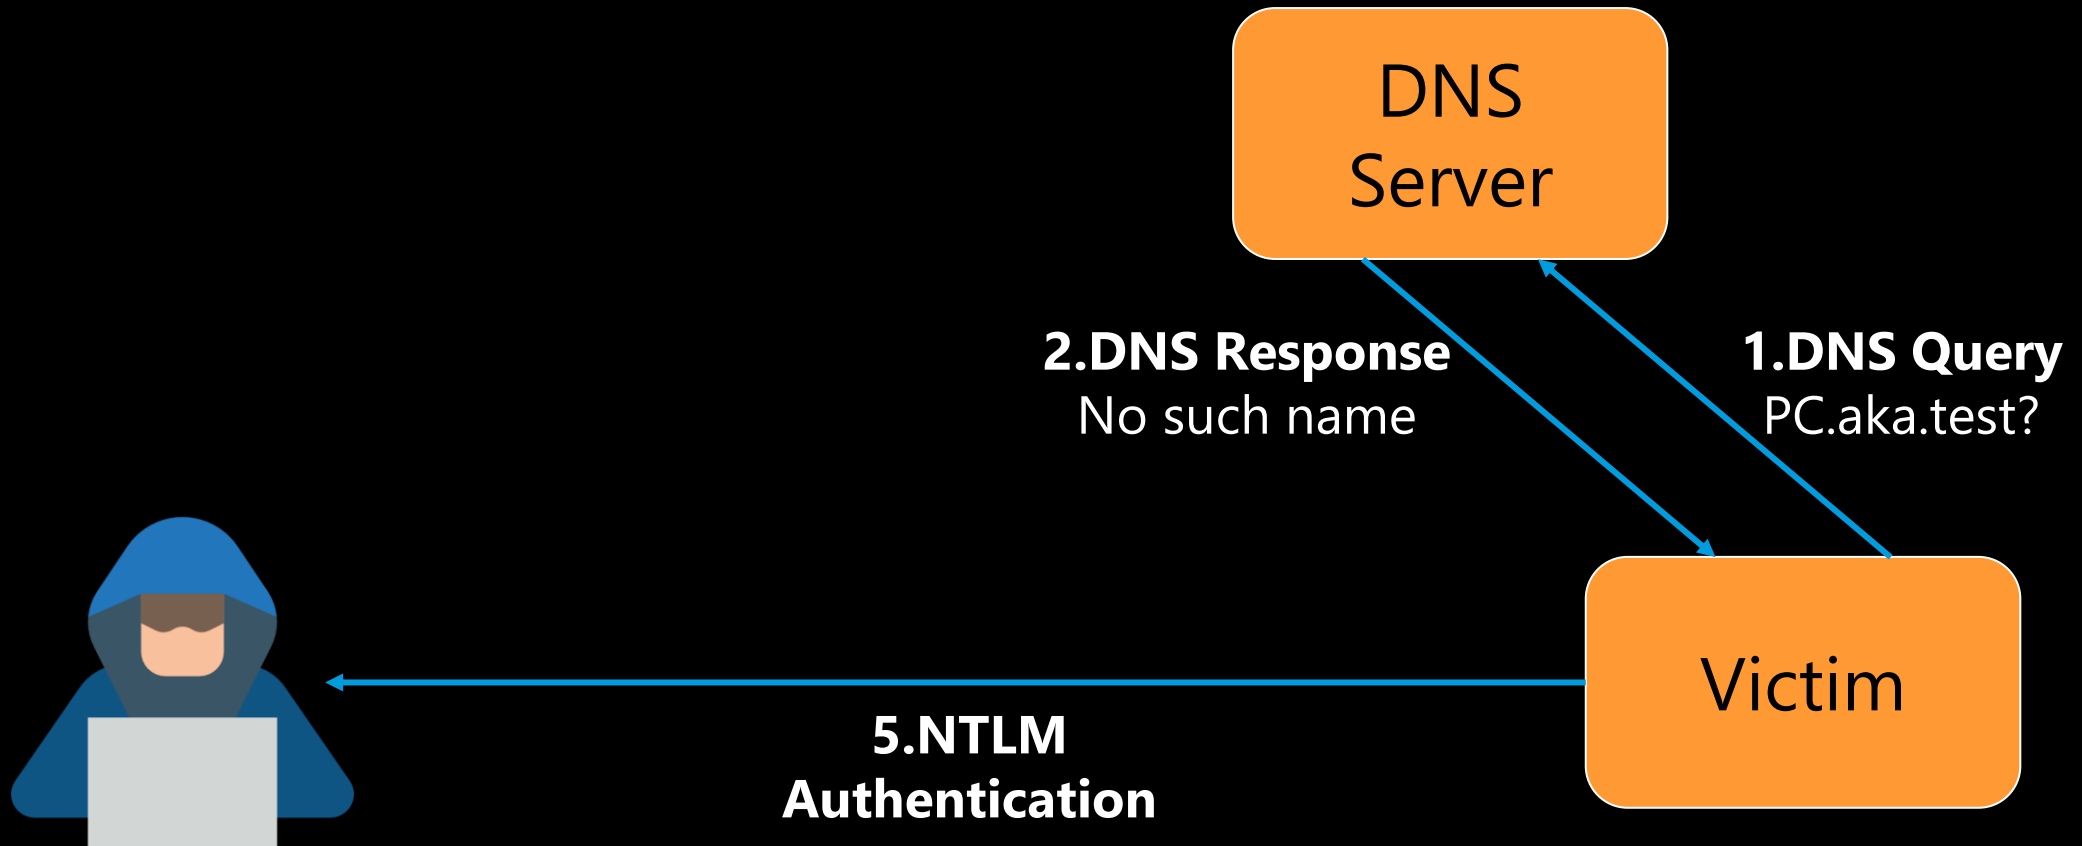 DNS
Server
2.DNS Response
No such name
1.DNS Query
PC.aka.test?
Victim
5.NTLM
Authentication